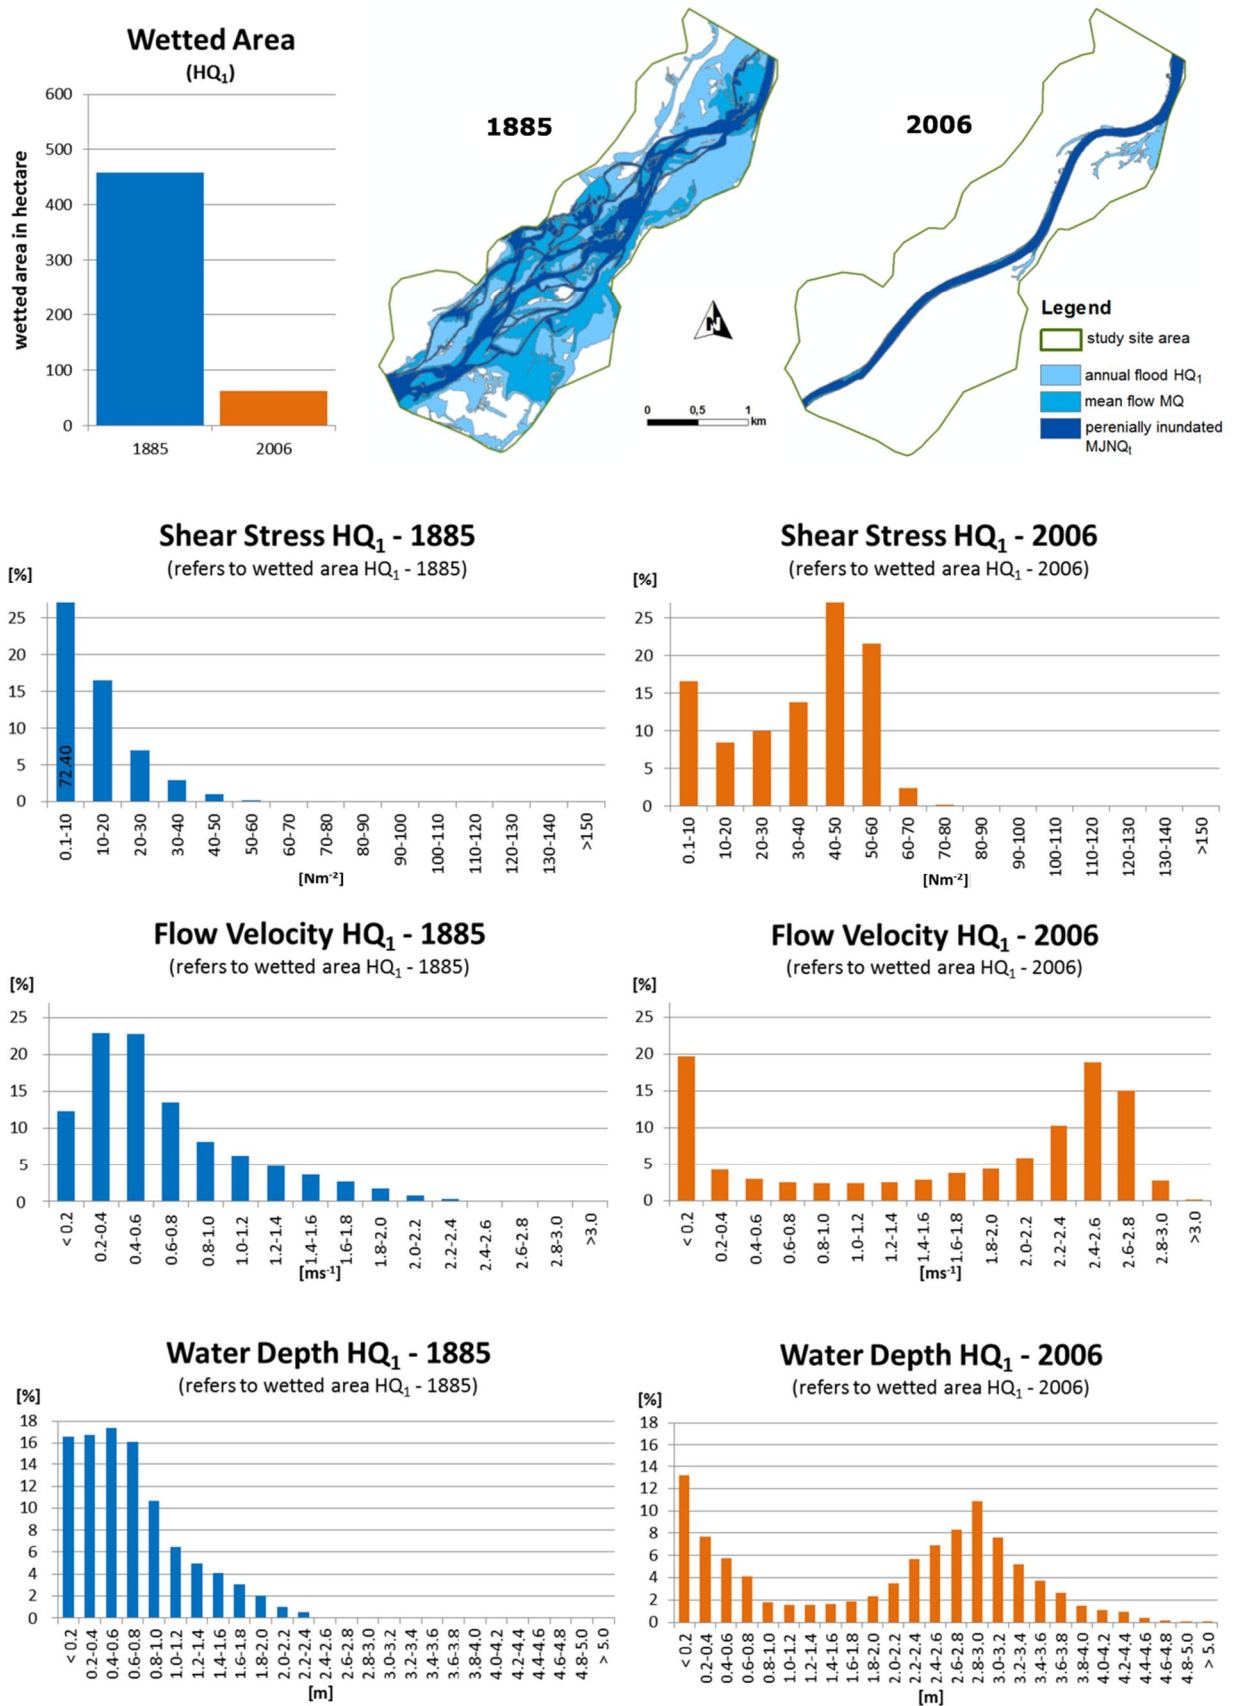 Wetted Area
(HQ₁)
wetted area in hectare
600
500
400
300
200
100
0
1885
2006
1885
2006
N
0 0,5 1
km
Legend
study site area
annual flood HQ₁
mean flow MQ
perenially inundated
MJNQₜ
Shear Stress HQ₁ - 1885
(refers to wetted area HQ₁ - 1885)
[%]
25
20
15
10
5
0
72.40
0.1-10 10-20 20-30 30-40 40-50 50-60 60-70 70-80 80-90 90-100 100-110 110-120 120-130 130-140 >150
[Nm⁻²]
Shear Stress HQ₁ - 2006
(refers to wetted area HQ₁ - 2006)
[%]
25
20
15
10
5
0
0.1-10 10-20 20-30 30-40 40-50 50-60 60-70 70-80 80-90 90-100 100-110 110-120 120-130 130-140 >150
[Nm⁻²]
Flow Velocity HQ₁ - 1885
(refers to wetted area HQ₁ - 1885)
[%]
25
20
15
10
5
0
< 0.2 0.2-0.4 0.4-0.6 0.6-0.8 0.8-1.0 1.0-1.2 1.2-1.4 1.4-1.6 1.6-1.8 1.8-2.0 2.0-2.2 2.2-2.4 2.4-2.6 2.6-2.8 2.8-3.0 >3.0
[ms⁻¹]
Flow Velocity HQ₁ - 2006
(refers to wetted area HQ₁ - 2006)
[%]
25
20
15
10
5
0
< 0.2 0.2-0.4 0.4-0.6 0.6-0.8 0.8-1.0 1.0-1.2 1.2-1.4 1.4-1.6 1.6-1.8 1.8-2.0 2.0-2.2 2.2-2.4 2.4-2.6 2.6-2.8 2.8-3.0 >3.0
[ms⁻¹]
Water Depth HQ₁ - 1885
(refers to wetted area HQ₁ - 1885)
[%]
18
16
14
12
10
8
6
4
2
0
< 0.2 0.2-0.4 0.4-0.6 0.6-0.8 0.8-1.0 1.0-1.2 1.2-1.4 1.4-1.6 1.6-1.8 1.8-2.0 2.0-2.2 2.2-2.4 2.4-2.6 2.6-2.8 2.8-3.0 3.0-3.2 3.2-3.4 3.4-3.6 3.6-3.8 3.8-4.0 4.0-4.2 4.2-4.4 4.4-4.6 4.6-4.8 4.8-5.0 > 5.0
[m]
Water Depth HQ₁ - 2006
(refers to wetted area HQ₁ - 2006)
[%]
18
16
14
12
10
8
6
4
2
0
< 0.2 0.2-0.4 0.4-0.6 0.6-0.8 0.8-1.0 1.0-1.2 1.2-1.4 1.4-1.6 1.6-1.8 1.8-2.0 2.0-2.2 2.2-2.4 2.4-2.6 2.6-2.8 2.8-3.0 3.0-3.2 3.2-3.4 3.4-3.6 3.6-3.8 3.8-4.0 4.0-4.2 4.2-4.4 4.4-4.6 4.6-4.8 4.8-5.0 > 5.0
[m]